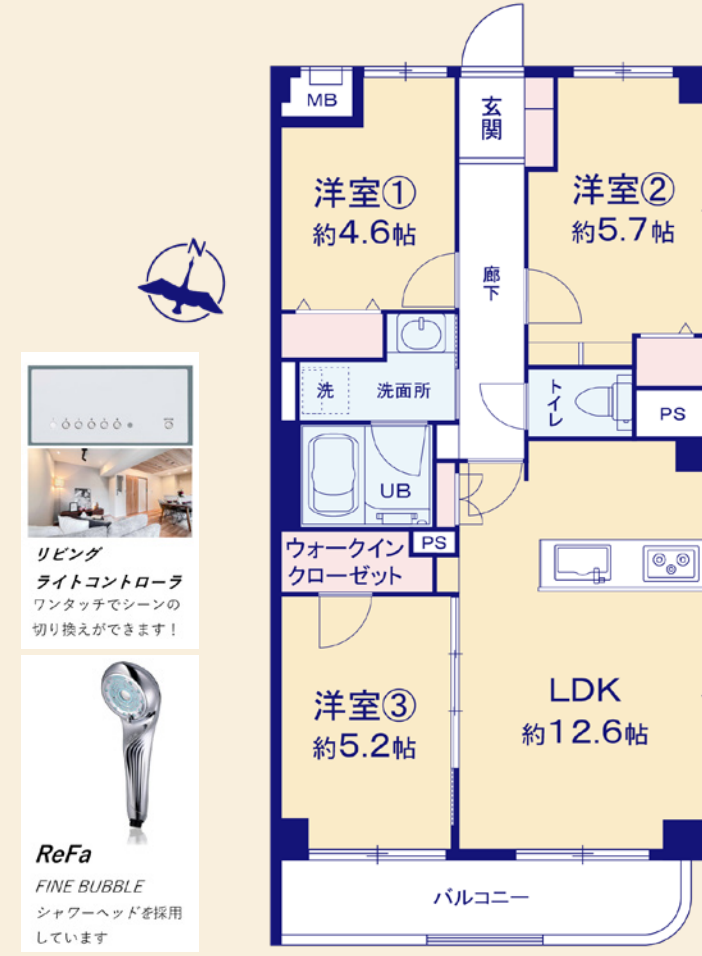 MB
玄関
洋室①
約4.6帖
洋室②
約5.7帖
N
廊下
洗
洗面所
トイレ
PS
UB
ウォークイン
クローゼット
PS
リビング
ライトコントローラ
ワンタッチでシーンの
切り換えができます！
洋室③
約5.2帖
LDK
約12.6帖
ReFa
FINE BUBBLE
シャワーヘッドを採用
しています
バルコニー